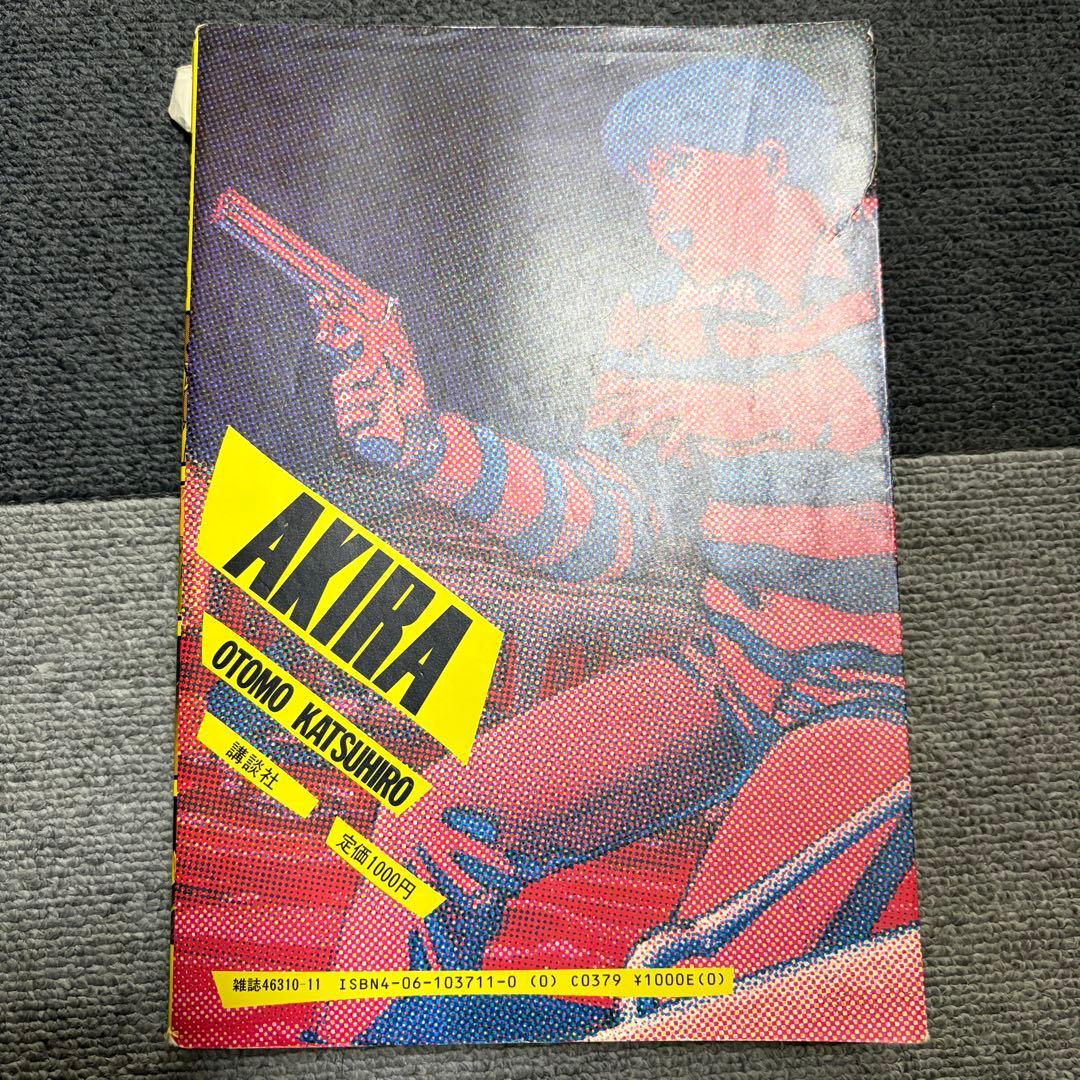 AKIRA
OTOMO KATSUHIRO
講談社
定価1000円
雑誌46310-11 ISBN4-06-103711-0 (0) C0379 ¥1000E(0)